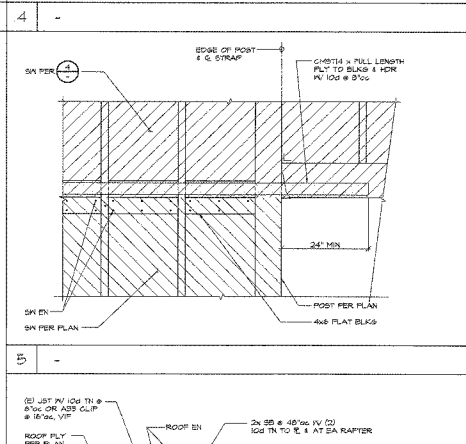 4 -
EDGE OF POST
& ℄ STRAP
CMST14 x FULL LENGTH
PLY TO BLKG & HDR
W/ 10d @ 3"oc
SW PER 4
-
24" MIN
POST PER PLAN
4x6 FLAT BLKG
SW EN
SW PER PLAN
5 -
(E) JST W/ 10d TN @
6"oc OR A35 CLIP
@ 16"oc, VIF
ROOF PLY
PER PLAN
ROOF EN
2x SB @ 48"oc W (2)
10d TN TO ℄ & AT EA RAFTER